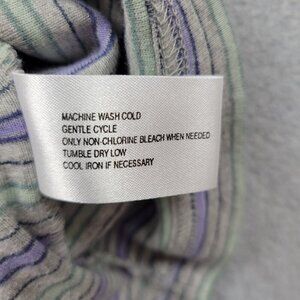 MACHINE WASH COLD
GENTLE CYCLE
ONLY NON-CHLORINE BLEACH WHEN NEEDED
TUMBLE DRY LOW
COOL IRON IF NECESSARY